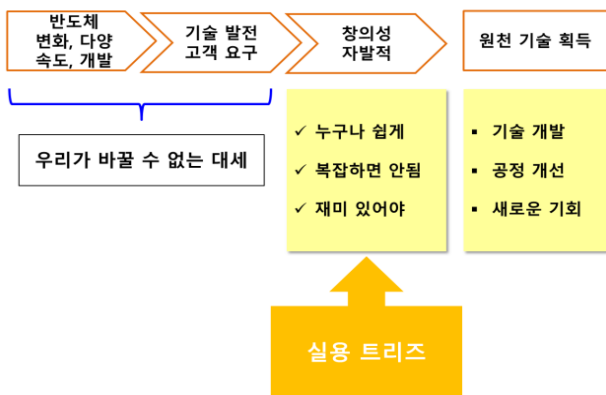 반도체
변화, 다양
속도, 개발
기술 발전
고객 요구
창의성
자발적
원천 기술 획득
우리가 바꿀 수 없는 대세
✓ 누구나 쉽게
✓ 복잡하면 안됨
✓ 재미 있어야
▪ 기술 개발
▪ 공정 개선
▪ 새로운 기회
실용 트리즈